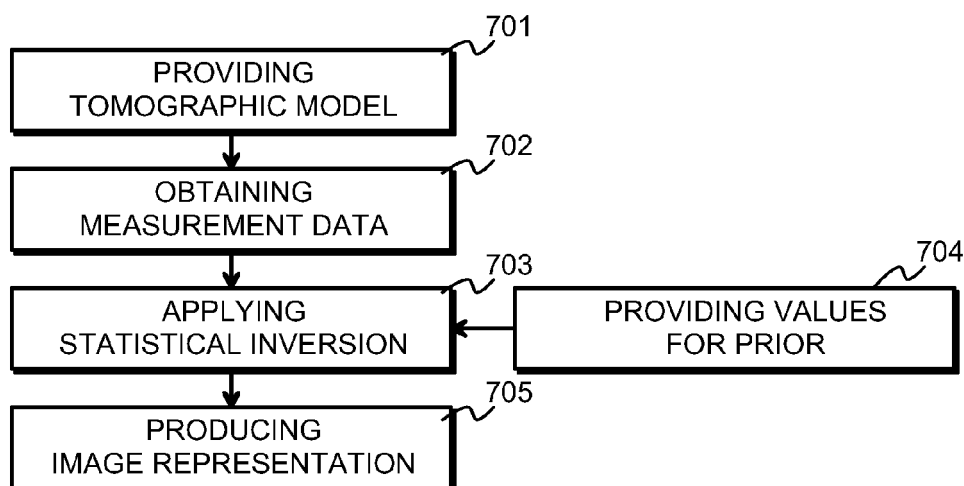 701
PROVIDING
TOMOGRAPHIC MODEL
702
OBTAINING
MEASUREMENT DATA
703
APPLYING
STATISTICAL INVERSION
704
PROVIDING VALUES
FOR PRIOR
705
PRODUCING
IMAGE REPRESENTATION